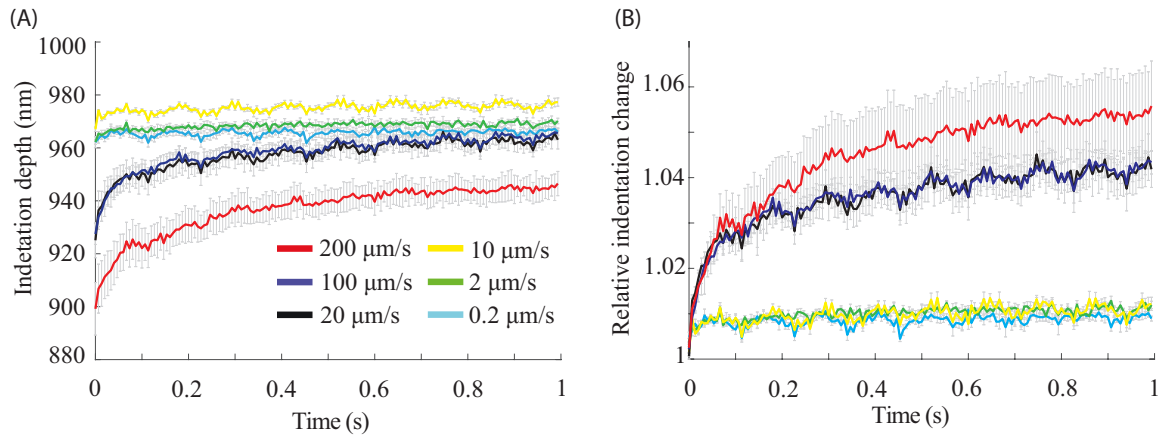 (A)
Indetation depth (nm)
1000
980
960
940
920
900
880
0
0.2
0.4
0.6
0.8
1
Time (s)
200 μm/s
100 μm/s
20 μm/s
10 μm/s
2 μm/s
0.2 μm/s
(B)
Relative indentation change
1.06
1.04
1.02
1
0
0.2
0.4
0.6
0.8
1
Time (s)